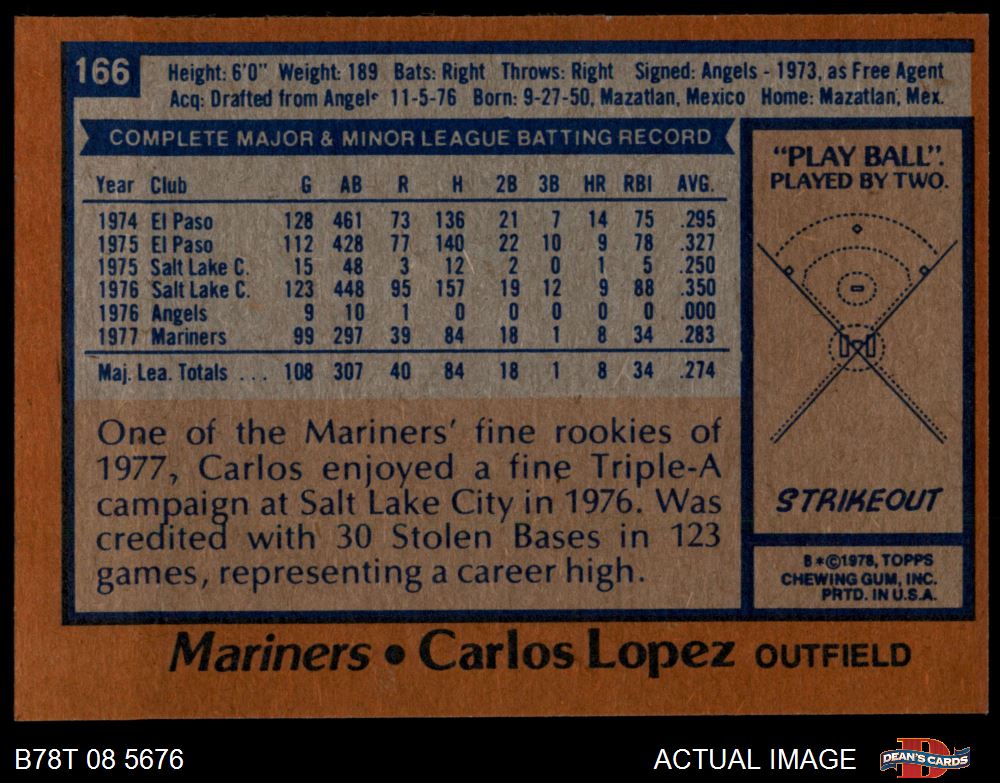 166
Height: 6'0" Weight: 189 Bats: Right Throws: Right Signed: Angels - 1973, as Free Agent
Acq: Drafted from Angels 11-5-76 Born: 9-27-50, Mazatlan, Mexico Home: Mazatlan, Mex.
COMPLETE MAJOR & MINOR LEAGUE BATTING RECORD
Year Club G AB R H 2B 3B HR RBI AVG.
1974 El Paso 128 461 73 136 21 7 14 75 .295
1975 El Paso 112 428 77 140 22 10 9 78 .327
1975 Salt Lake C. 15 48 3 12 2 0 1 5 .250
1976 Salt Lake C. 123 448 95 157 19 12 9 88 .350
1976 Angels 9 10 1 0 0 0 0 0 .000
1977 Mariners 99 297 39 84 18 1 8 34 .283
Maj. Lea. Totals ... 108 307 40 84 18 1 8 34 .274
One of the Mariners' fine rookies of
1977, Carlos enjoyed a fine Triple-A
campaign at Salt Lake City in 1976. Was
credited with 30 Stolen Bases in 123
games, representing a career high.
"PLAY BALL".
PLAYED BY TWO.
STRIKEOUT
B*©1978, TOPPS
CHEWING GUM, INC.
PRTD. IN U.S.A.
Mariners • Carlos Lopez OUTFIELD
B78T 08 5676 ACTUAL IMAGE
DEAN'S CARDS